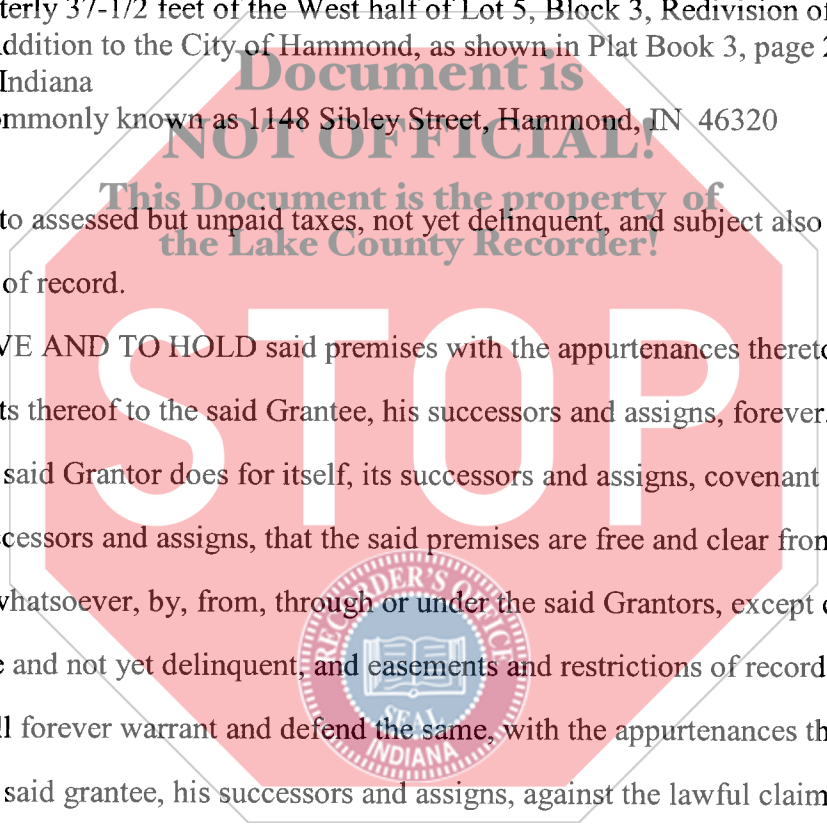 terly 37-1/2 feet of the West half of Lot 5, Block 3, Redivision of
ddition to the City of Hammond, as shown in Plat Book 3, page 2
Indiana
Document is
mmonly known as 1148 Sibley Street, Hammond, IN 46320
NOT OFFICIAL!
This Document is the property of
to assessed but unpaid taxes, not yet delinquent, and subject also
the Lake County Recorder!
of record.
VE AND TO HOLD said premises with the appurtenances thereto
ts thereof to the said Grantee, his successors and assigns, forever.
STOP
said Grantor does for itself, its successors and assigns, covenant
cessors and assigns, that the said premises are free and clear from
whatsoever, by, from, through or under the said Grantors, except
e and not yet delinquent, and easements and restrictions of record
ll forever warrant and defend the same, with the appurtenances th
said grantee, his successors and assigns, against the lawful claim
RECORDER'S OFFICE
SEAL
INDIANA